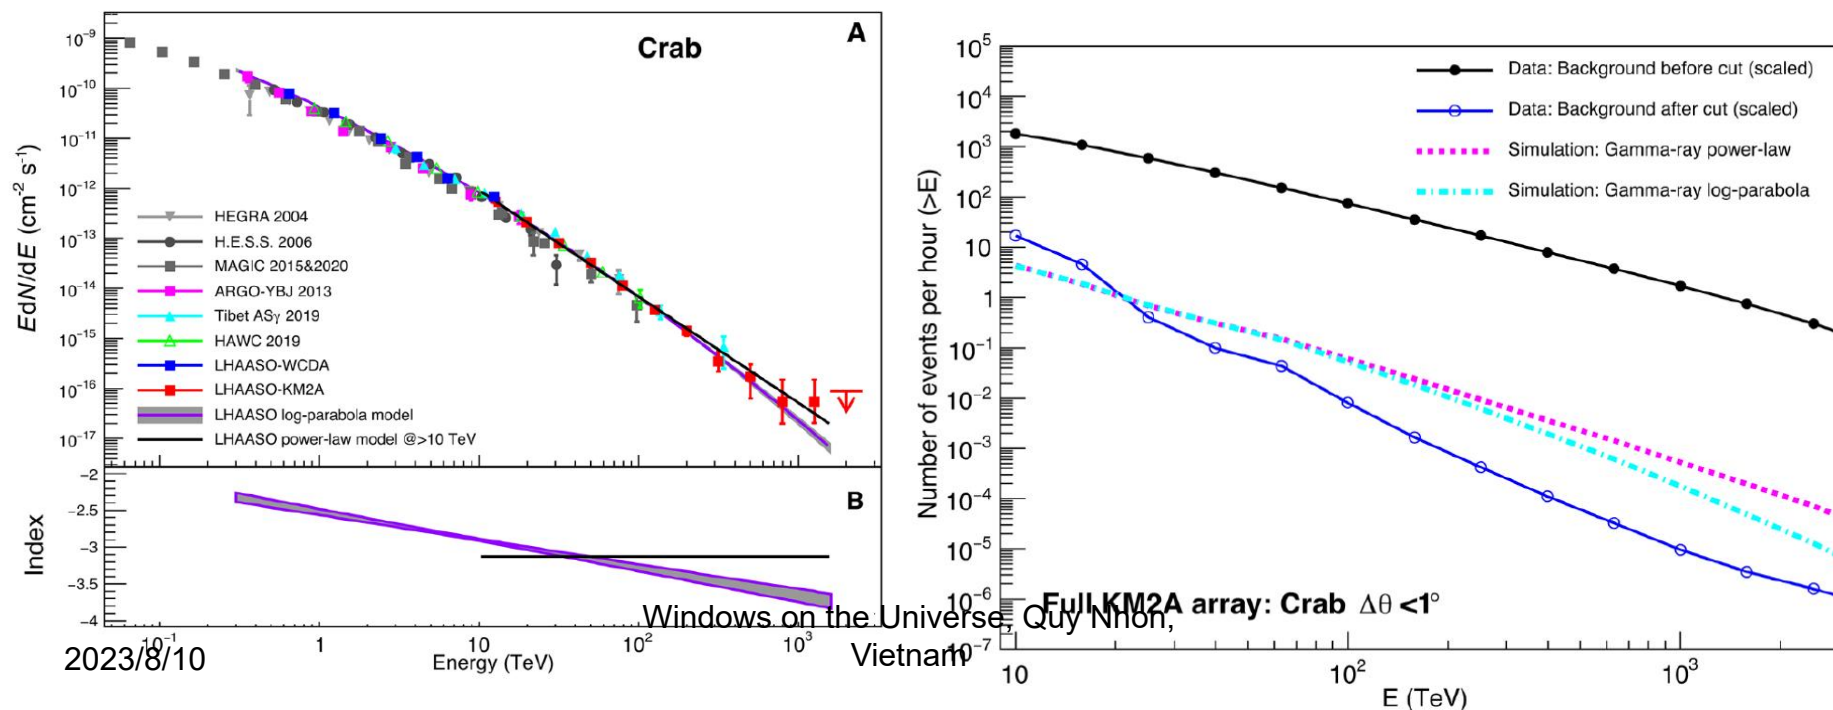 A
Crab
EdN/dE (cm⁻² s⁻¹)
10⁻⁹
10⁻¹⁰
10⁻¹¹
10⁻¹²
10⁻¹³
10⁻¹⁴
10⁻¹⁵
10⁻¹⁶
10⁻¹⁷
HEGRA 2004
H.E.S.S. 2006
MAGIC 2015&2020
ARGO-YBJ 2013
Tibet ASγ 2019
HAWC 2019
LHAASO-WCDA
LHAASO-KM2A
LHAASO log-parabola model
LHAASO power-law model @>10 TeV
B
Index
−2
−2.5
−3
−3.5
−4
10⁻¹
1
10
10²
10³
Energy (TeV)
Number of events per hour (>E)
10⁵
10⁴
10³
10²
10
1
10⁻¹
10⁻²
10⁻³
10⁻⁴
10⁻⁵
10⁻⁶
10⁻⁷
Data: Background before cut (scaled)
Data: Background after cut (scaled)
Simulation: Gamma-ray power-law
Simulation: Gamma-ray log-parabola
Full KM2A array: Crab Δθ <1°
10
10²
10³
E (TeV)
2023/8/10
Windows on the Universe, Quy Nhon,
Vietnam